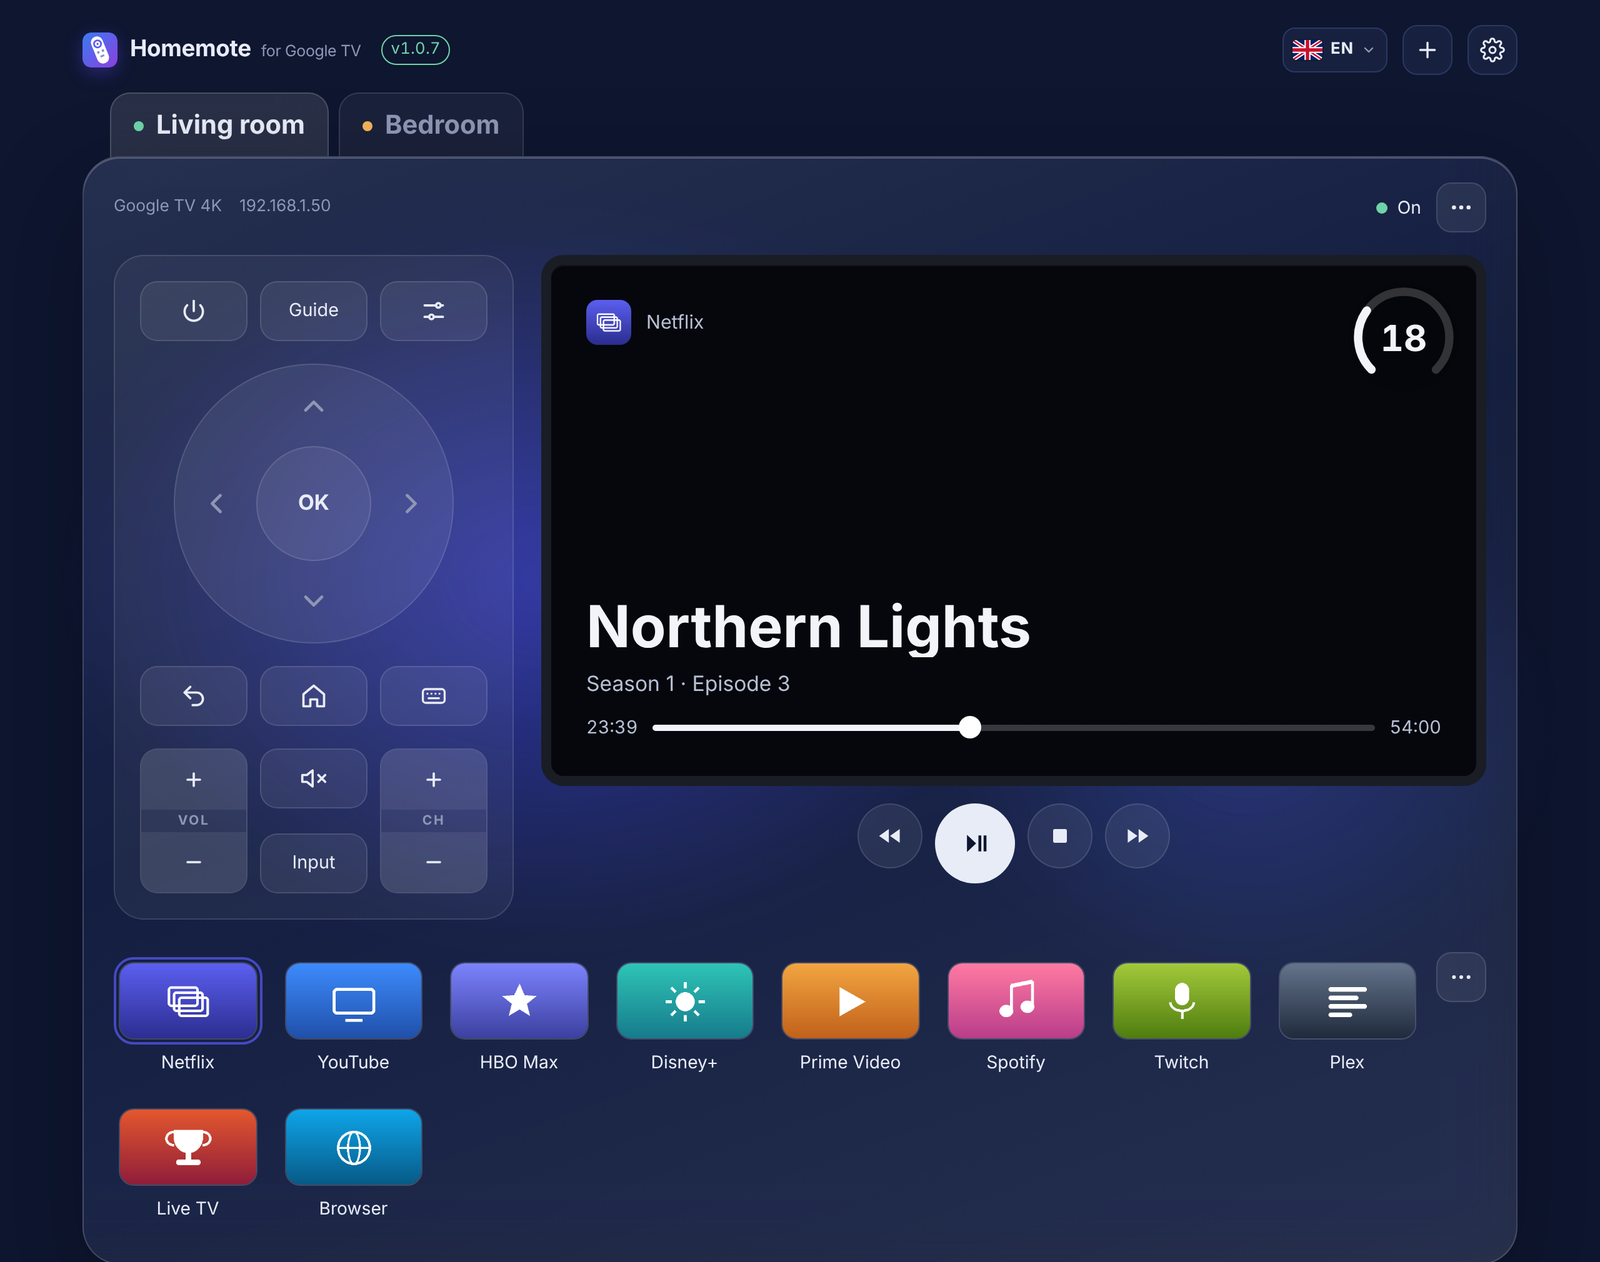 Homemote for Google TV v1.0.7
EN
Living room
Bedroom
Google TV 4K 192.168.1.50
On
Guide
OK
VOL
CH
Input
Netflix
18
Northern Lights
Season 1 · Episode 3
23:39
54:00
Netflix
YouTube
HBO Max
Disney+
Prime Video
Spotify
Twitch
Plex
Live TV
Browser